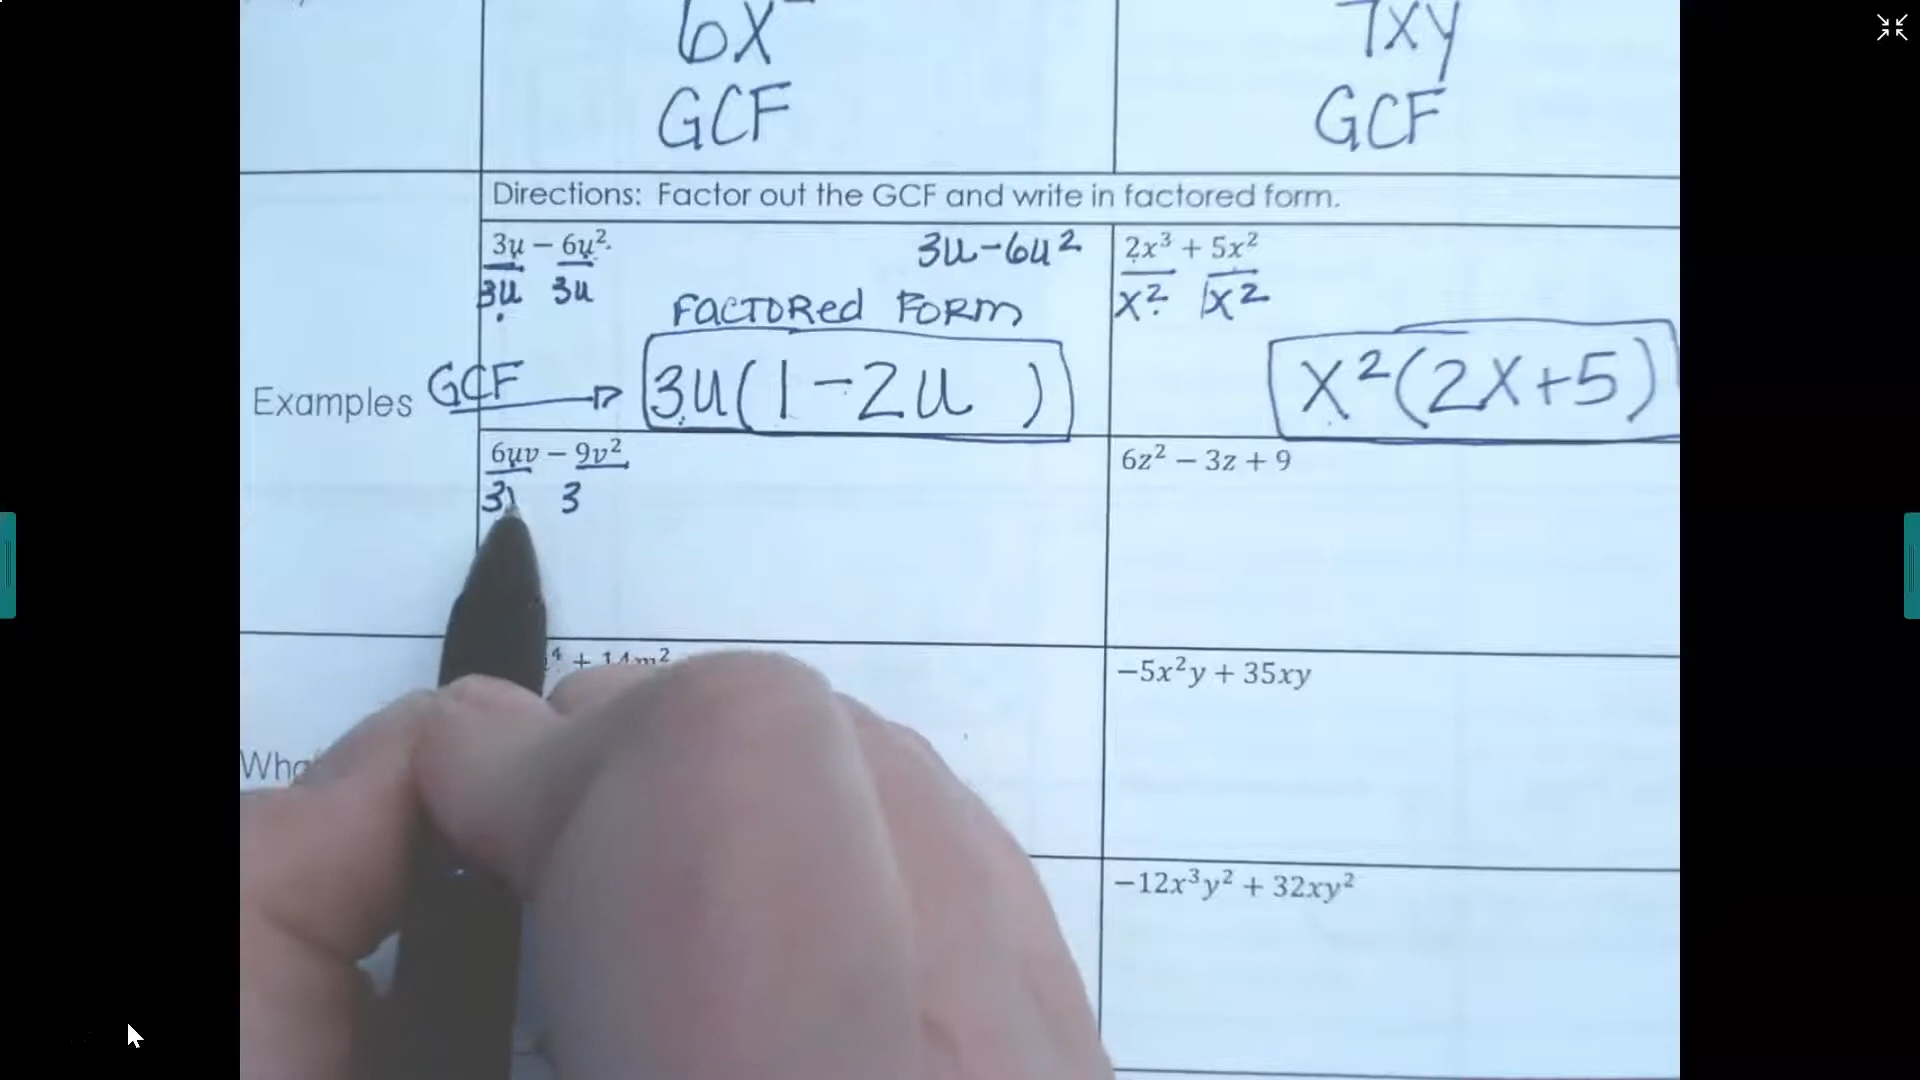 6x
7xy
GCF
GCF
Directions: Factor out the GCF and write in factored form.
3u − 6u².
3u-6u²
3u 3u
FACTORED FORM
GCF
3u(1-2u )
2x³ + 5x²
x² x²
x²(2x+5)
Examples
6uv − 9v²
3 3
6z² − 3z + 9
⁴ + 14m²
−5x²y + 35xy
−12x³y² + 32xy²